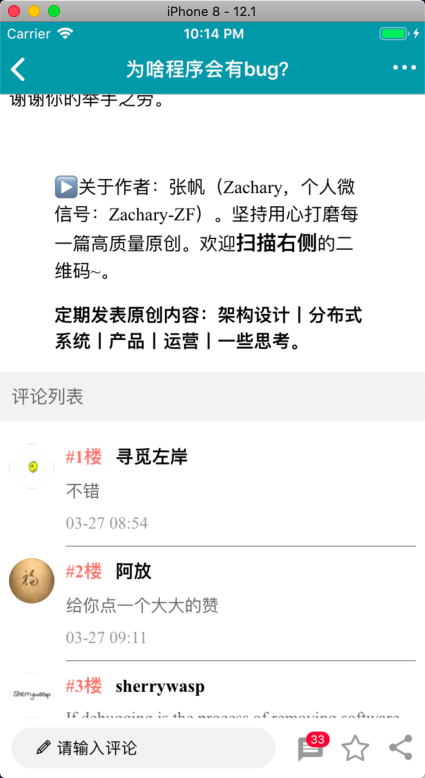 iPhone 8 - 12.1
Carrier 10:14 PM
为啥程序会有bug?
谢谢你的举手之劳。
关于作者：张帆（Zachary，个人微
信号：Zachary-ZF）。坚持用心打磨每
一篇高质量原创。欢迎扫描右侧的二
维码~。
定期发表原创内容：架构设计丨分布式
系统丨产品丨运营丨一些思考。
评论列表
#1楼 寻觅左岸
不错
03-27 08:54
福
#2楼 阿放
给你点一个大大的赞
03-27 09:11
Sherrywasp
#3楼 sherrywasp
If debugging is the process of removing software
请输入评论
33